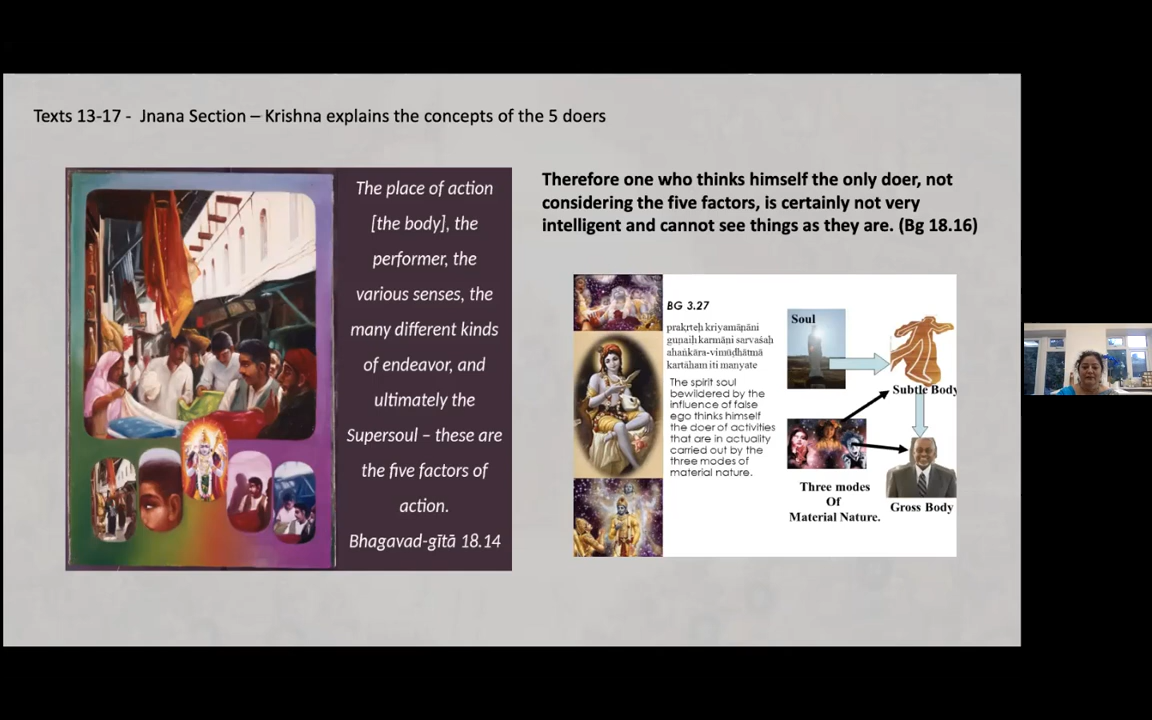 Texts 13-17 - Jnana Section – Krishna explains the concepts of the 5 doers
The place of action
[the body], the
performer, the
various senses, the
many different kinds
of endeavor, and
ultimately the
Supersoul – these are
the five factors of
action.
Bhagavad-gītā 18.14
Therefore one who thinks himself the only doer, not
considering the five factors, is certainly not very
intelligent and cannot see things as they are. (Bg 18.16)
BG 3.27
prakṛteḥ kriyamāṇāni
guṇaiḥ karmāṇi sarvaśaḥ
ahaṅkāra-vimūḍhātmā
kartāham iti manyate
The spirit soul
bewildered by the
influence of false
ego thinks himself
the doer of activities
that are in actuality
carried out by the
three modes of
material nature.
Soul
Subtle Body
Three modes
Of
Material Nature.
Gross Body